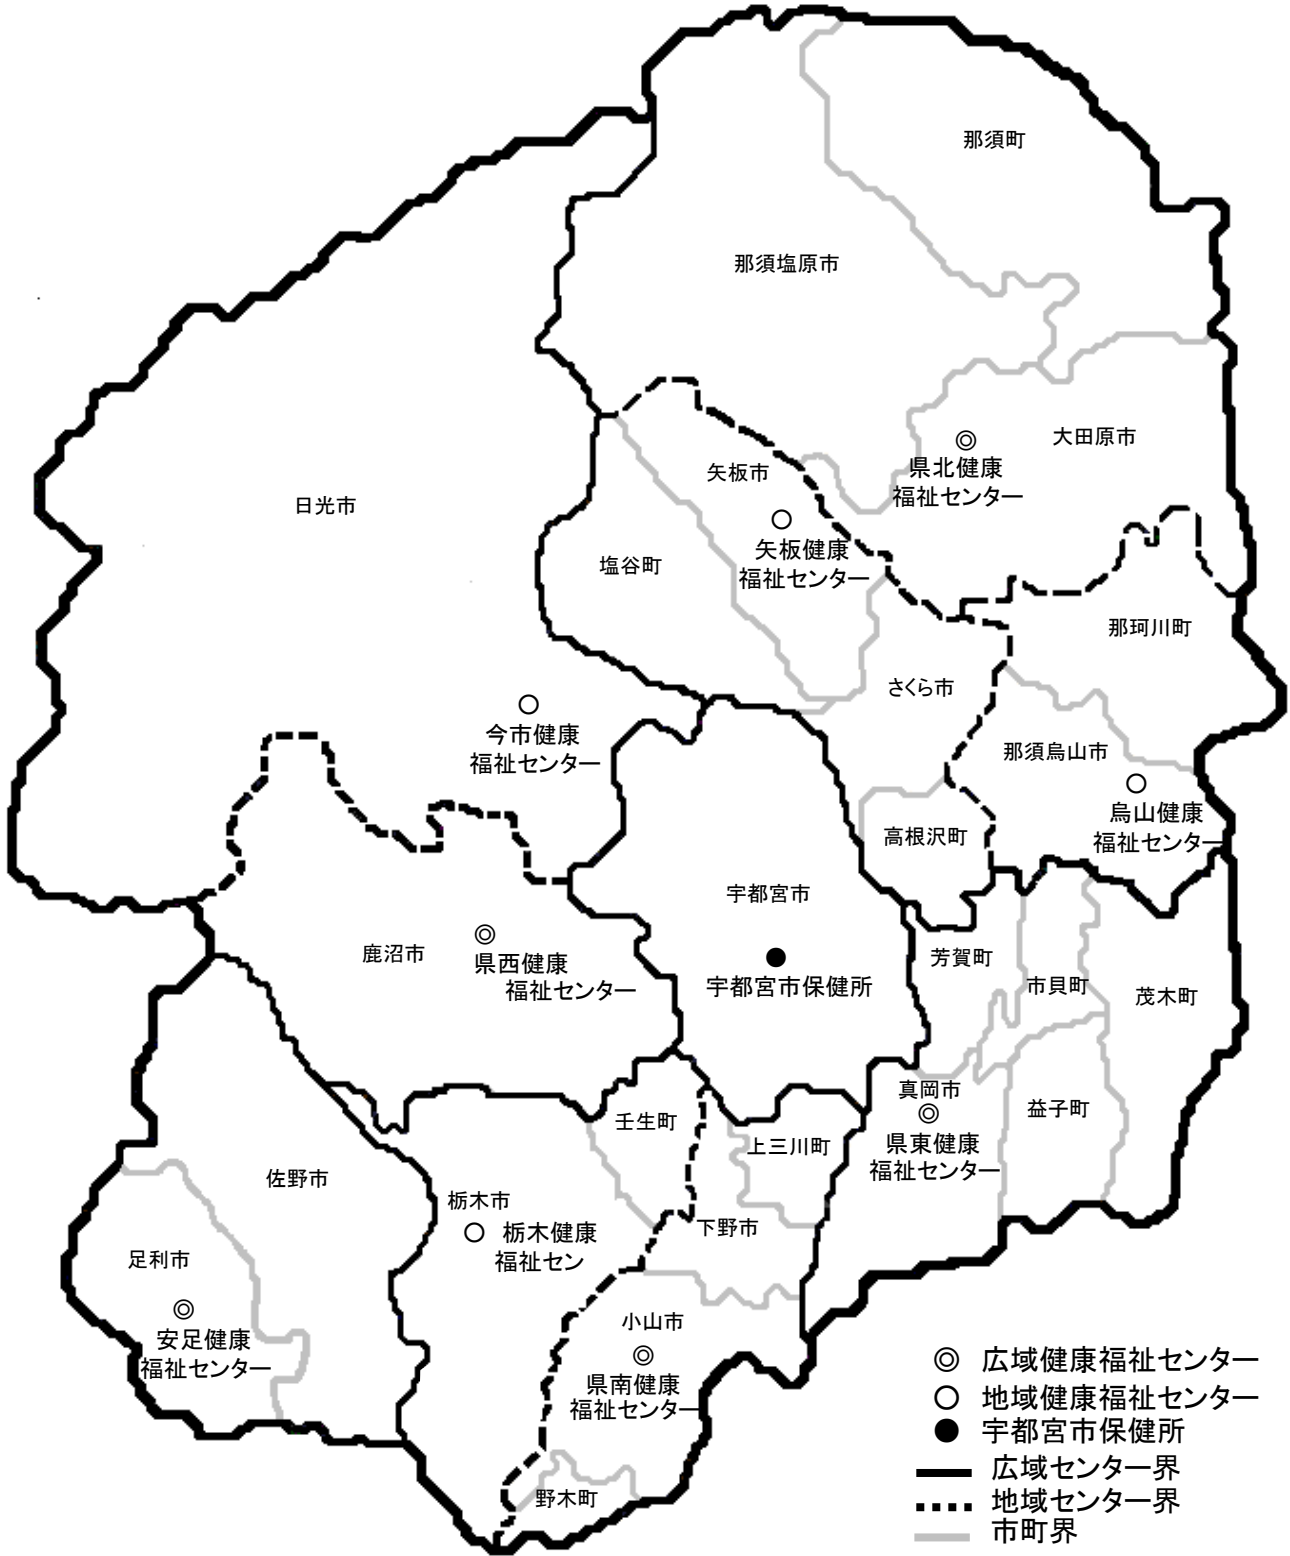 那須町
那須塩原市
大田原市
◎
県北健康
福祉センター
矢板市
○
矢板健康
福祉センター
日光市
塩谷町
那珂川町
さくら市
○
今市健康
福祉センター
那須烏山市
○
烏山健康
福祉センター
高根沢町
宇都宮市
●
宇都宮市保健所
鹿沼市
◎
県西健康
福祉センター
芳賀町
市貝町
茂木町
真岡市
◎
県東健康
福祉センター
益子町
壬生町
上三川町
佐野市
栃木市
○ 栃木健康
福祉セン
下野市
足利市
◎
安足健康
福祉センター
小山市
◎
県南健康
福祉センター
野木町
◎ 広域健康福祉センター
○ 地域健康福祉センター
● 宇都宮市保健所
広域センター界
地域センター界
市町界